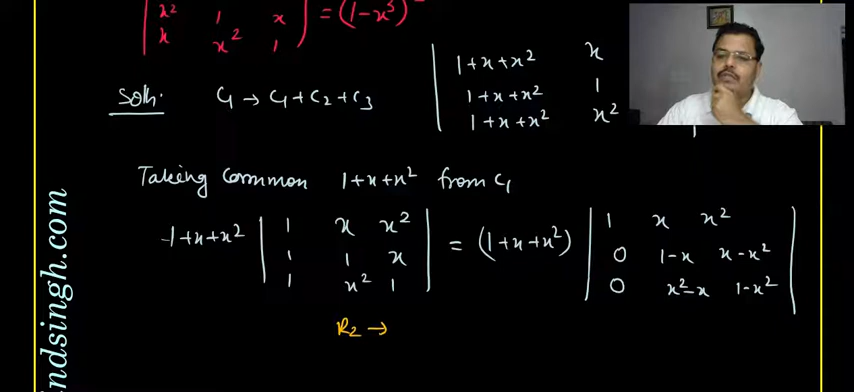 | x² 1 x | = (1-x³)
| x x² 1 |
Soln. C₁ → C₁+C₂+C₃
| 1+x+x² x
1+x+x² 1
1+x+x² x²
Taking Common 1+x+x² from C₁
1+x+x² | 1 x x² | = (1+x+x²) | 1 x x² |
| 1 1 x | | 0 1-x x-x² |
| 1 x² 1 | | 0 x²-x 1-x² |
R₂ →
ndsingh.com